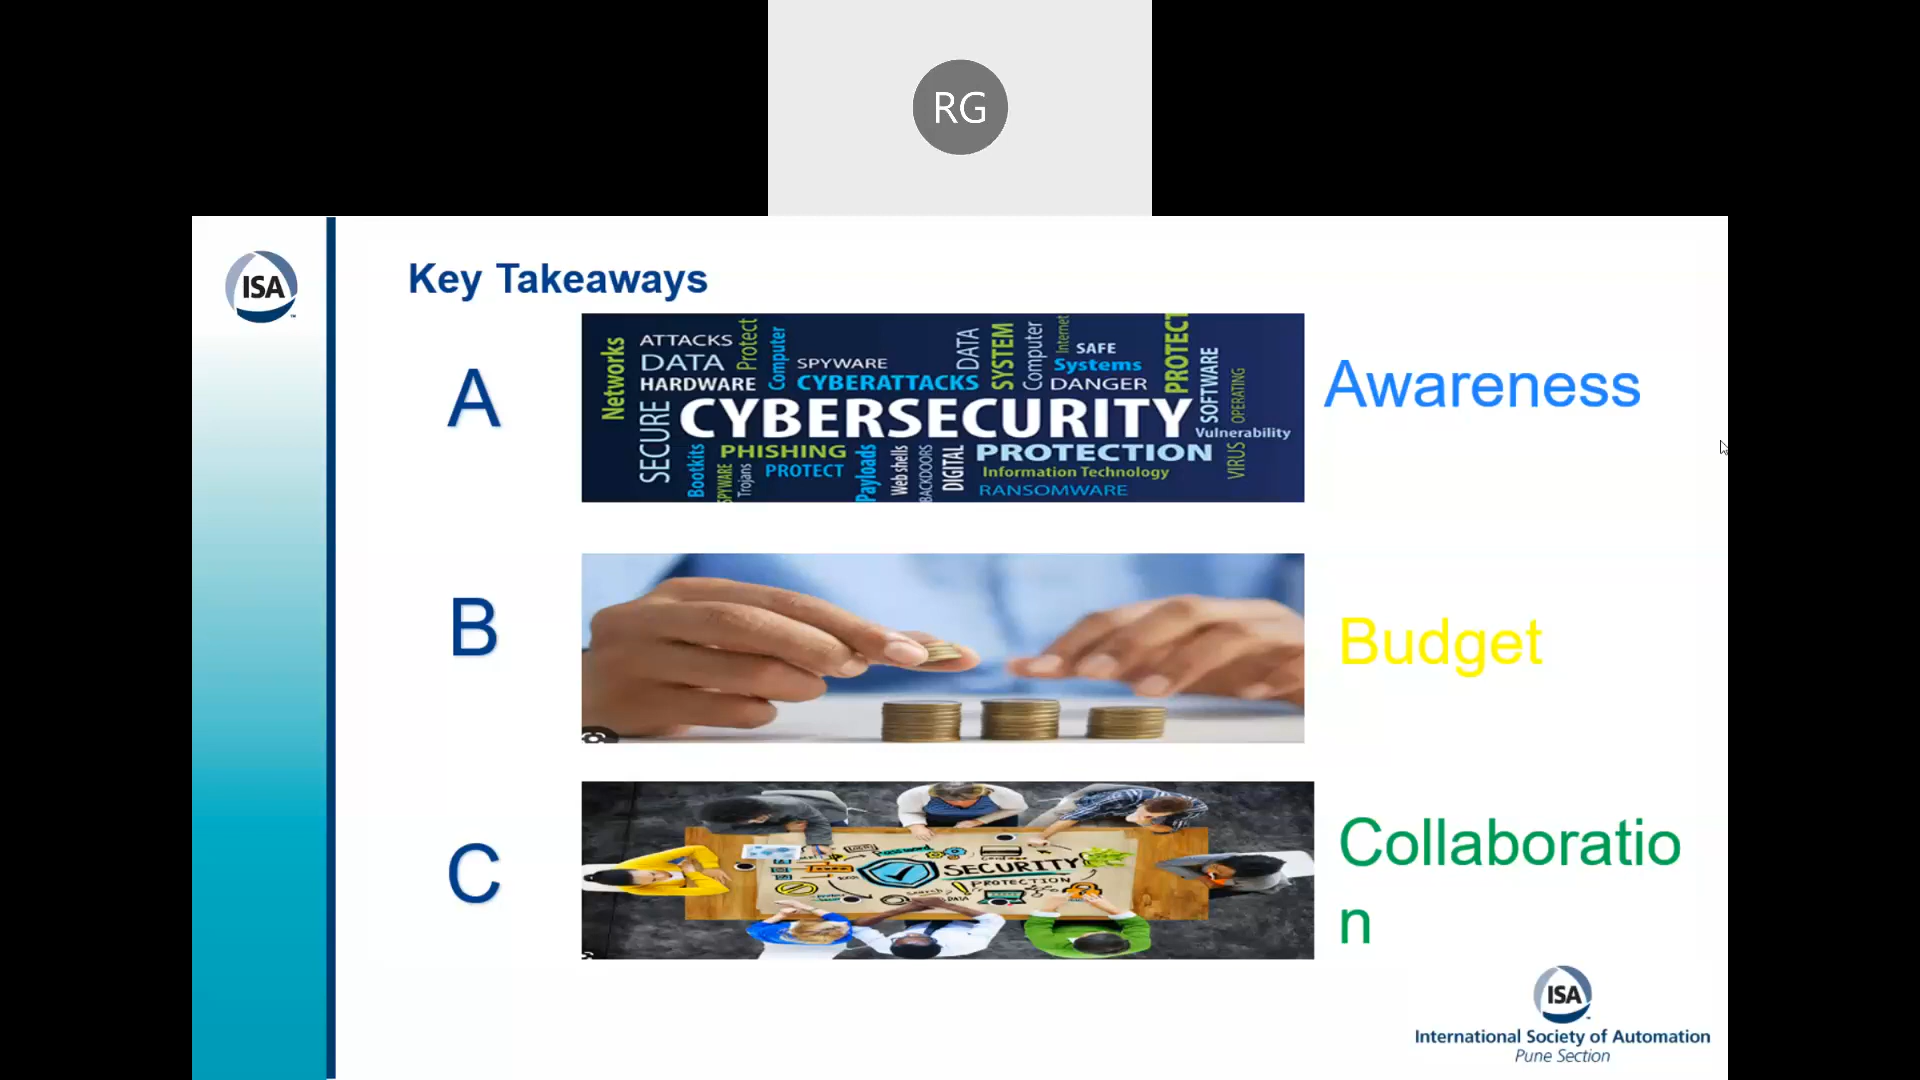 RG
ISA
Key Takeaways
A
Networks
ATTACKS
DATA
HARDWARE
Protect
Computer
SPYWARE
CYBERATTACKS
DATA
SYSTEM
Computer
Internet
SAFE
Systems
DANGER
PROTECT
SOFTWARE
OPERATING
SECURE
CYBERSECURITY
Vulnerability
Bootkits
PHISHING
SPYWARE
Trojans
PROTECT
Payloads
Web shells
BACKDOORS
DIGITAL
PROTECTION
Information Technology
RANSOMWARE
VIRUS
Awareness
B
Budget
C
SECURITY
PROTECTION
SEARCH
DATA
Collaboratio
n
ISA
International Society of Automation
Pune Section